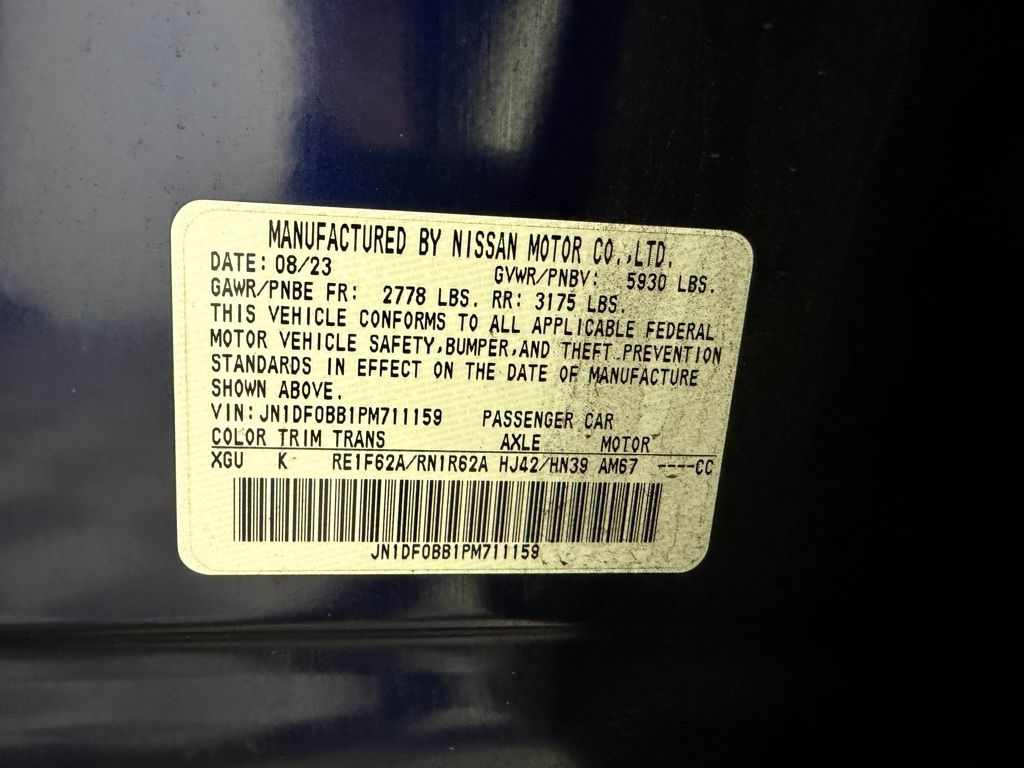 MANUFACTURED BY NISSAN MOTOR CO.,LTD.
DATE: 08/23 GVWR/PNBV: 5930 LBS.
GAWR/PNBE FR: 2778 LBS. RR: 3175 LBS.
THIS VEHICLE CONFORMS TO ALL APPLICABLE FEDERAL
MOTOR VEHICLE SAFETY,BUMPER,AND THEFT PREVENTION
STANDARDS IN EFFECT ON THE DATE OF MANUFACTURE
SHOWN ABOVE.
VIN:JN1DF0BB1PM711159 PASSENGER CAR
COLOR TRIM TRANS AXLE MOTOR
XGU K RE1F62A/RN1R62A HJ42/HN39 AM67 ----CC
JN1DF0BB1PM711159